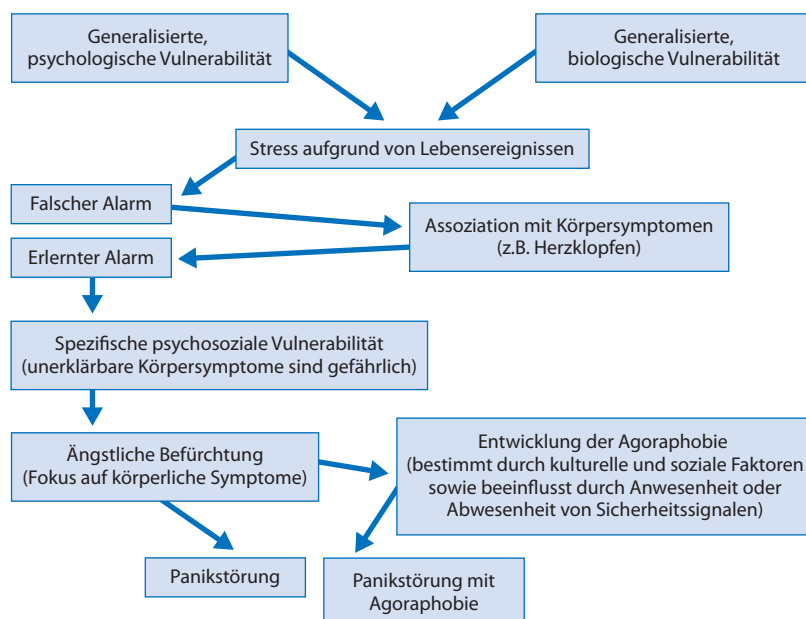 Generalisierte,
psychologische Vulnerabilität
Generalisierte,
biologische Vulnerabilität
Stress aufgrund von Lebensereignissen
Falscher Alarm
Assoziation mit Körpersymptomen
(z.B. Herzklopfen)
Erlernter Alarm
Spezifische psychosoziale Vulnerabilität
(unerklärbare Körpersymptome sind gefährlich)
Ängstliche Befürchtung
(Fokus auf körperliche Symptome)
Entwicklung der Agoraphobie
(bestimmt durch kulturelle und soziale Faktoren
sowie beeinflusst durch Anwesenheit oder
Abwesenheit von Sicherheitssignalen)
Panikstörung
Panikstörung mit
Agoraphobie